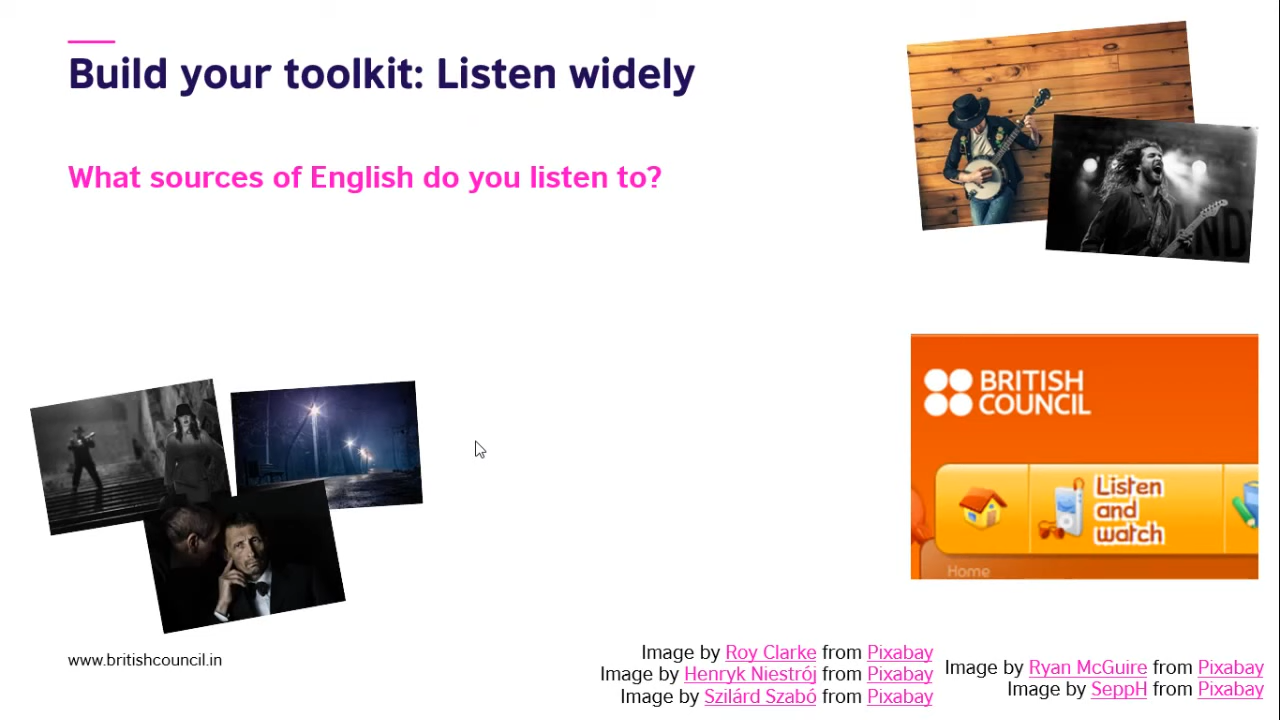 Build your toolkit: Listen widely
What sources of English do you listen to?
AND
BRITISH
COUNCIL
Listen
and
watch
Home
www.britishcouncil.in
Image by Roy Clarke from Pixabay
Image by Henryk Niestrój from Pixabay
Image by Szilárd Szabó from Pixabay
Image by Ryan McGuire from Pixabay
Image by SeppH from Pixabay